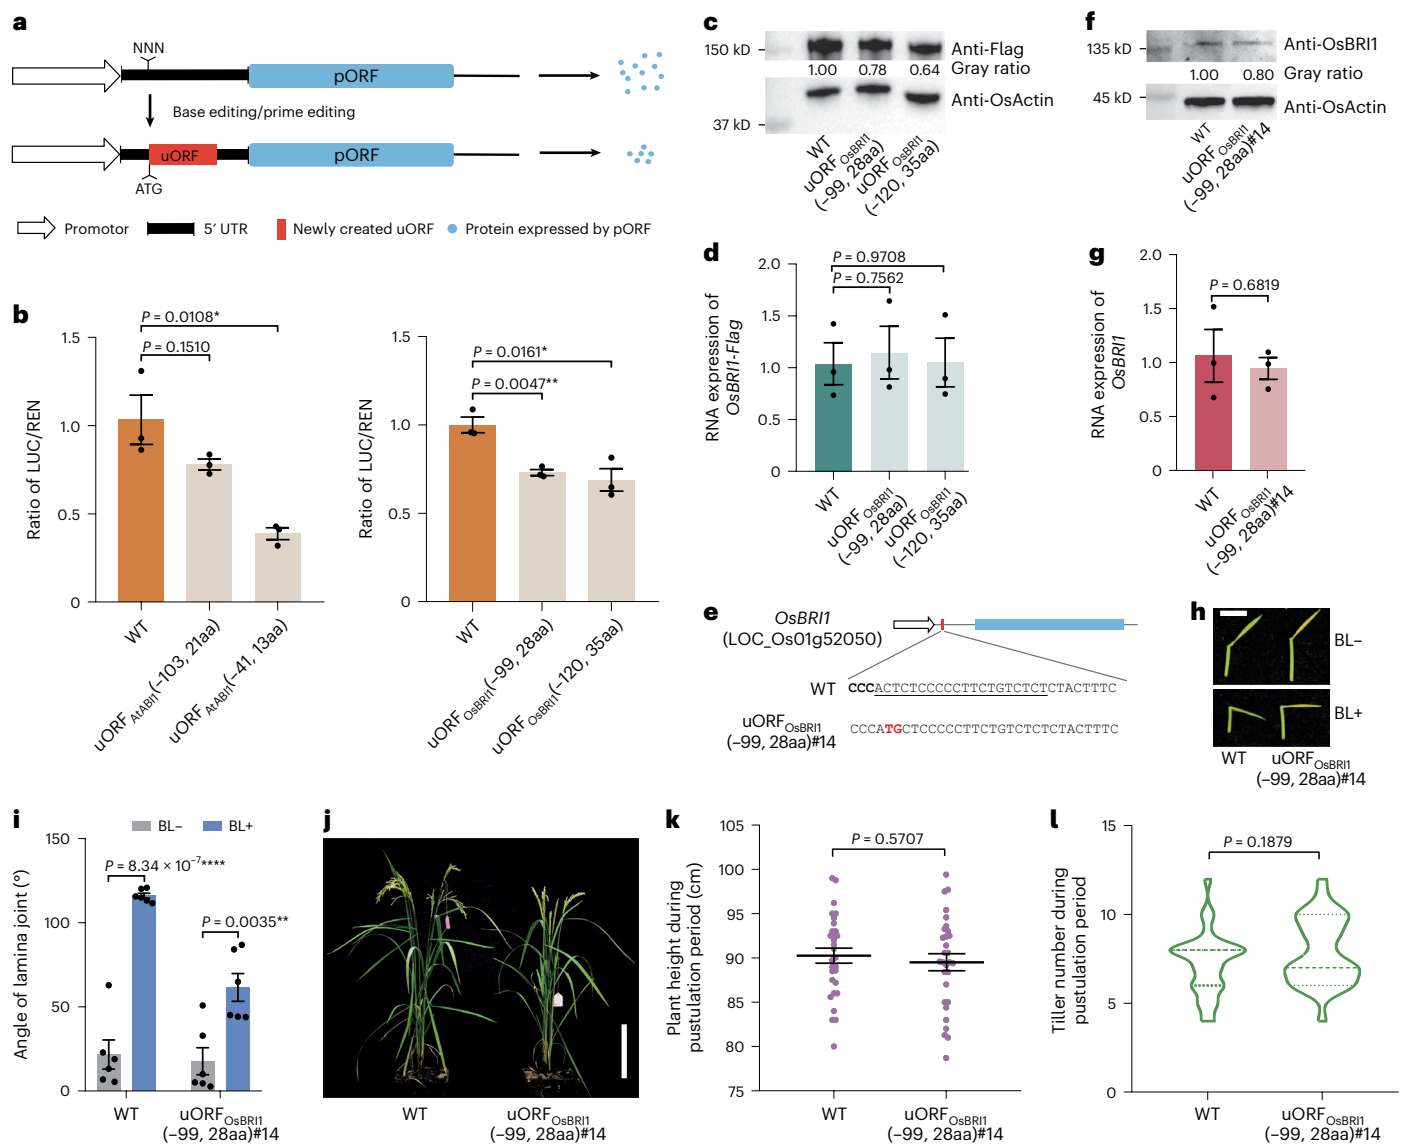 a
NNN
pORF
Base editing/prime editing
uORF
pORF
ATG
Promotor
5′ UTR
Newly created uORF
Protein expressed by pORF
b
Ratio of LUC/REN
1.5
1.0
0.5
0
P = 0.0108*
P = 0.1510
WT
uORF AtABI1 (−103, 21aa)
uORF AtABI1 (−41, 13aa)
Ratio of LUC/REN
1.5
1.0
0.5
0
P = 0.0161*
P = 0.0047**
WT
uORF OsBRI1 (−99, 28aa)
uORF OsBRI1 (−120, 35aa)
c
150 kD
37 kD
Anti-Flag
1.00 0.78 0.64 Gray ratio
Anti-OsActin
WT
uORF OsBRI1
(−99, 28aa)
uORF OsBRI1
(−120, 35aa)
d
RNA expression of
OsBRI1-Flag
2.0
1.5
1.0
0.5
0
P = 0.9708
P = 0.7562
WT
uORF OsBRI1
(−99, 28aa)
uORF OsBRI1
(−120, 35aa)
e
OsBRI1
(LOC_Os01g52050)
WT CCCACTCTCCCCCTTCTGTCTCTCTACTTTC
uORF OsBRI1
(−99, 28aa)#14
CCCATGCTCCCCCTTCTGTCTCTCTACTTTC
f
135 kD
45 kD
Anti-OsBRI1
1.00 0.80 Gray ratio
Anti-OsActin
WT
uORF OsBRI1
(−99, 28aa)#14
g
RNA expression of
OsBRI1
2.0
1.5
1.0
0.5
0
P = 0.6819
WT
uORF OsBRI1
(−99, 28aa)#14
h
BL−
BL+
WT uORF OsBRI1
(−99, 28aa)#14
i
BL− BL+
Angle of lamina joint (°)
150
100
50
0
P = 8.34 × 10−7****
P = 0.0035**
WT uORF OsBRI1
(−99, 28aa)#14
j
WT uORF OsBRI1
(−99, 28aa)#14
k
Plant height during
pustulation period (cm)
105
100
95
90
85
80
75
P = 0.5707
WT uORF OsBRI1
(−99, 28aa)#14
l
Tiller number during
pustulation period
15
10
5
0
P = 0.1879
WT uORF OsBRI1
(−99, 28aa)#14